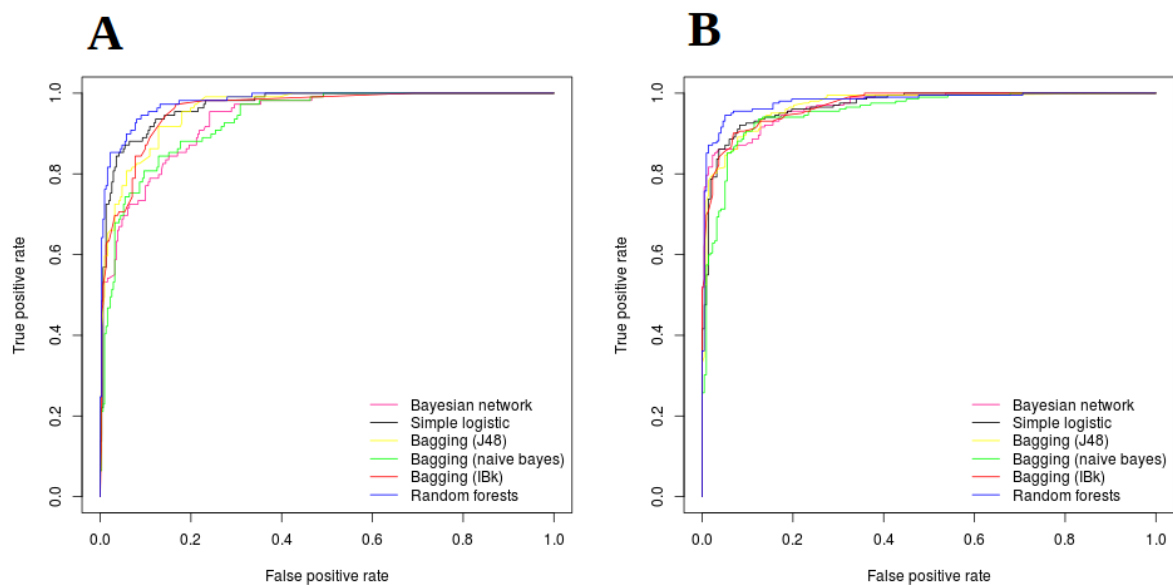 A
True positive rate
1.0
0.8
0.6
0.4
0.2
0.0
Bayesian network
Simple logistic
Bagging (J48)
Bagging (naive bayes)
Bagging (IBk)
Random forests
0.0 0.2 0.4 0.6 0.8 1.0
False positive rate
B
True positive rate
1.0
0.8
0.6
0.4
0.2
0.0
Bayesian network
Simple logistic
Bagging (J48)
Bagging (naive bayes)
Bagging (IBk)
Random forests
0.0 0.2 0.4 0.6 0.8 1.0
False positive rate